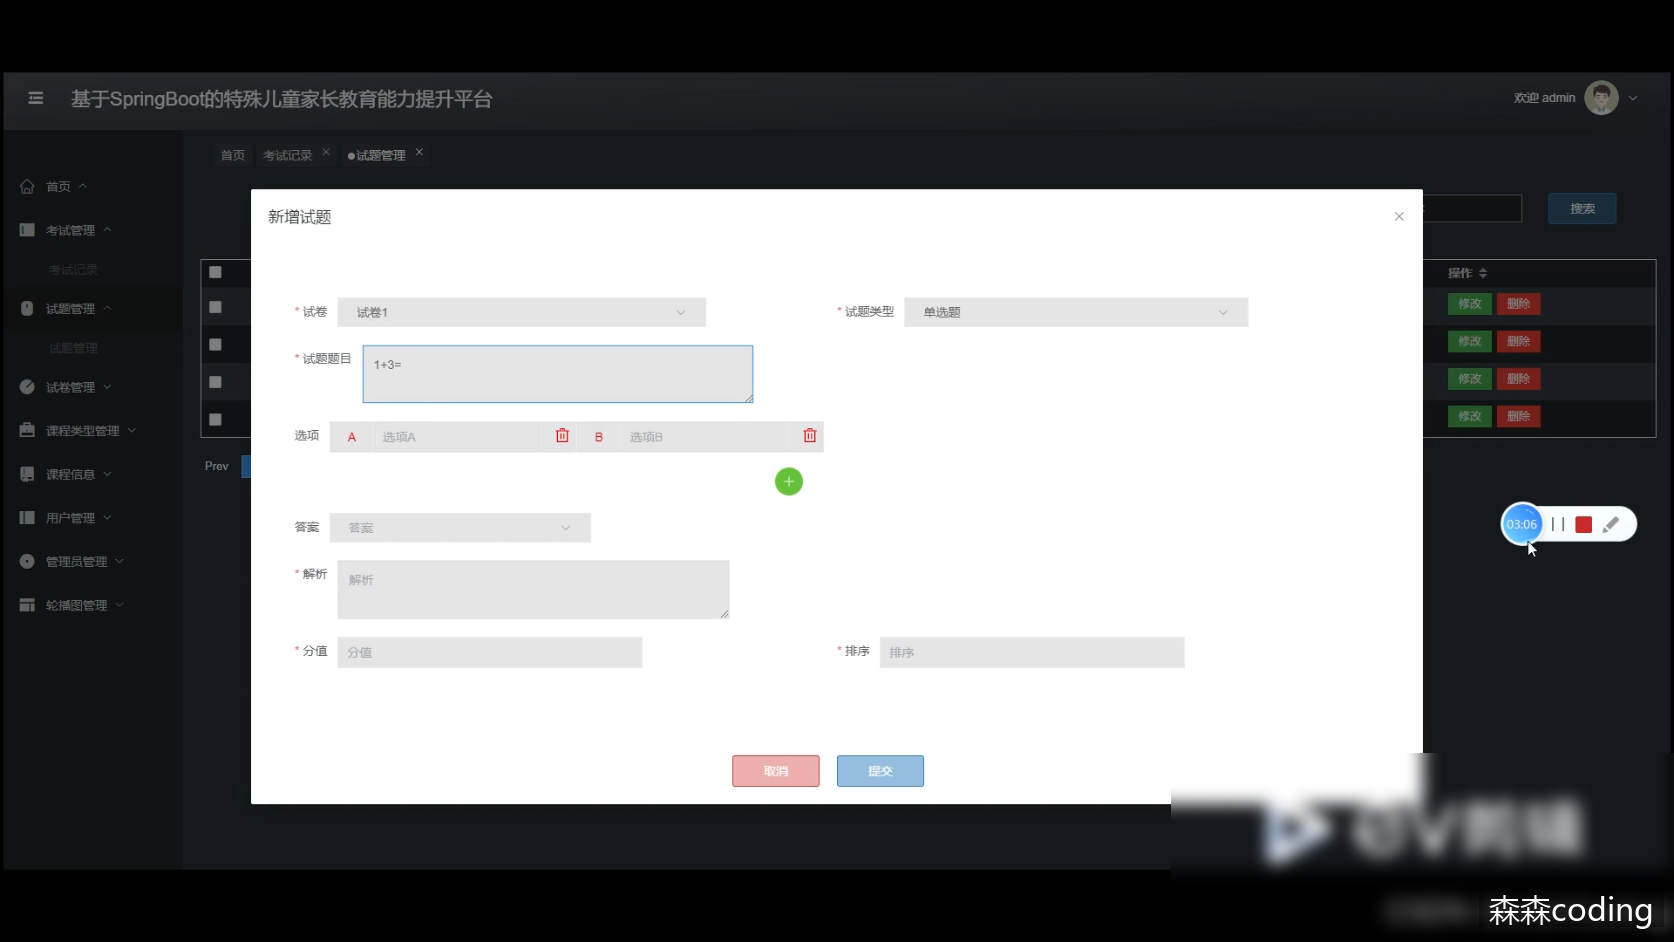 基于SpringBoot的特殊儿童家长教育能力提升平台
欢迎 admin
首页 考试记录 试题管理
首页
考试管理
考试记录
试题管理
试题管理
试卷管理
课程类型管理
课程信息
用户管理
管理员管理
轮播图管理
搜索
操作
修改 删除
修改 删除
修改 删除
修改 删除
Prev
新增试题
* 试卷 试卷1
* 试题类型 单选题
* 试题题目 1+3=
选项 A 选项A B 选项B
答案 答案
* 解析 解析
* 分值 分值
* 排序 排序
取消 提交
03:06
森森coding